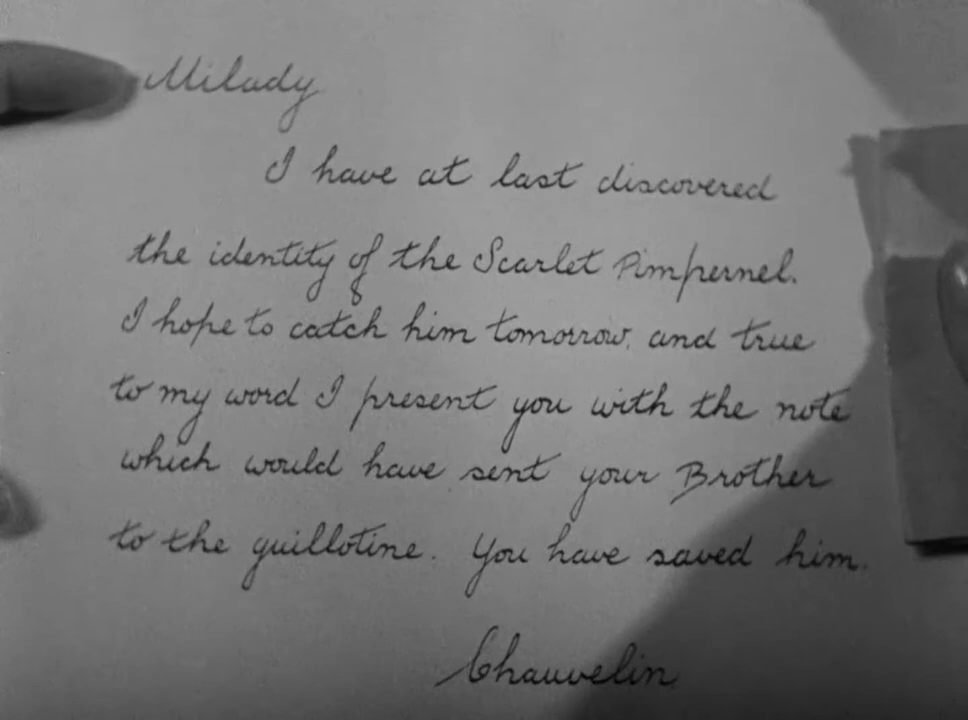 Milady
I have at last discovered
the identity of the Scarlet Pimpernel.
I hope to catch him tomorrow, and true
to my word I present you with the note
which would have sent your Brother
to the guillotine. You have saved him.
Chauvelin